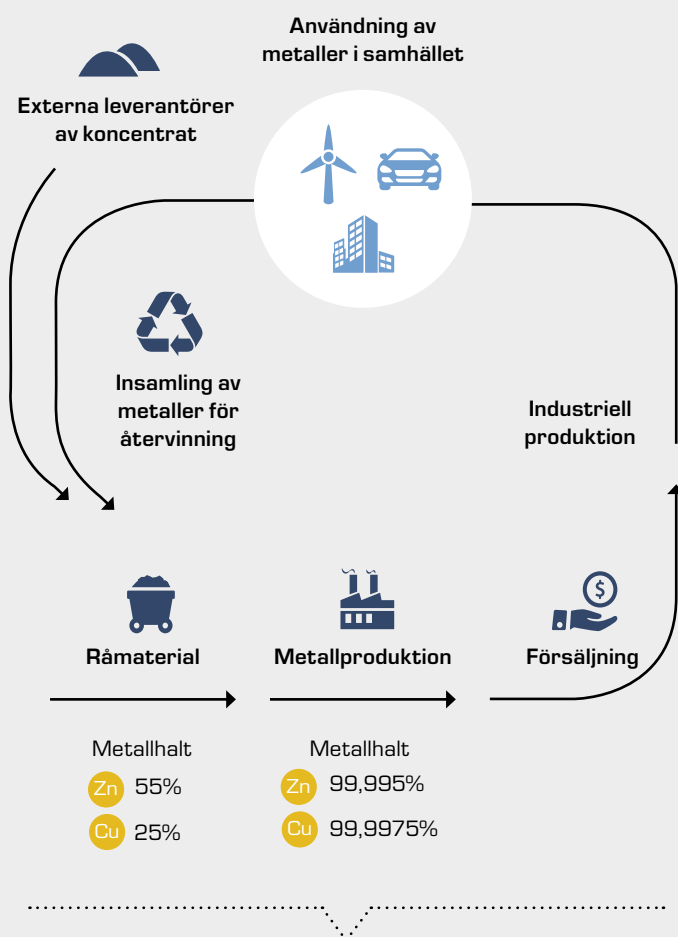 Användning av
metaller i samhället
Externa leverantörer
av koncentrat
Insamling av
metaller för
återvinning
Industriell
produktion
$
Råmaterial
Metallproduktion
Försäljning
Metallhalt
Zn 55%
Cu 25%
Metallhalt
Zn 99,995%
Cu 99,9975%